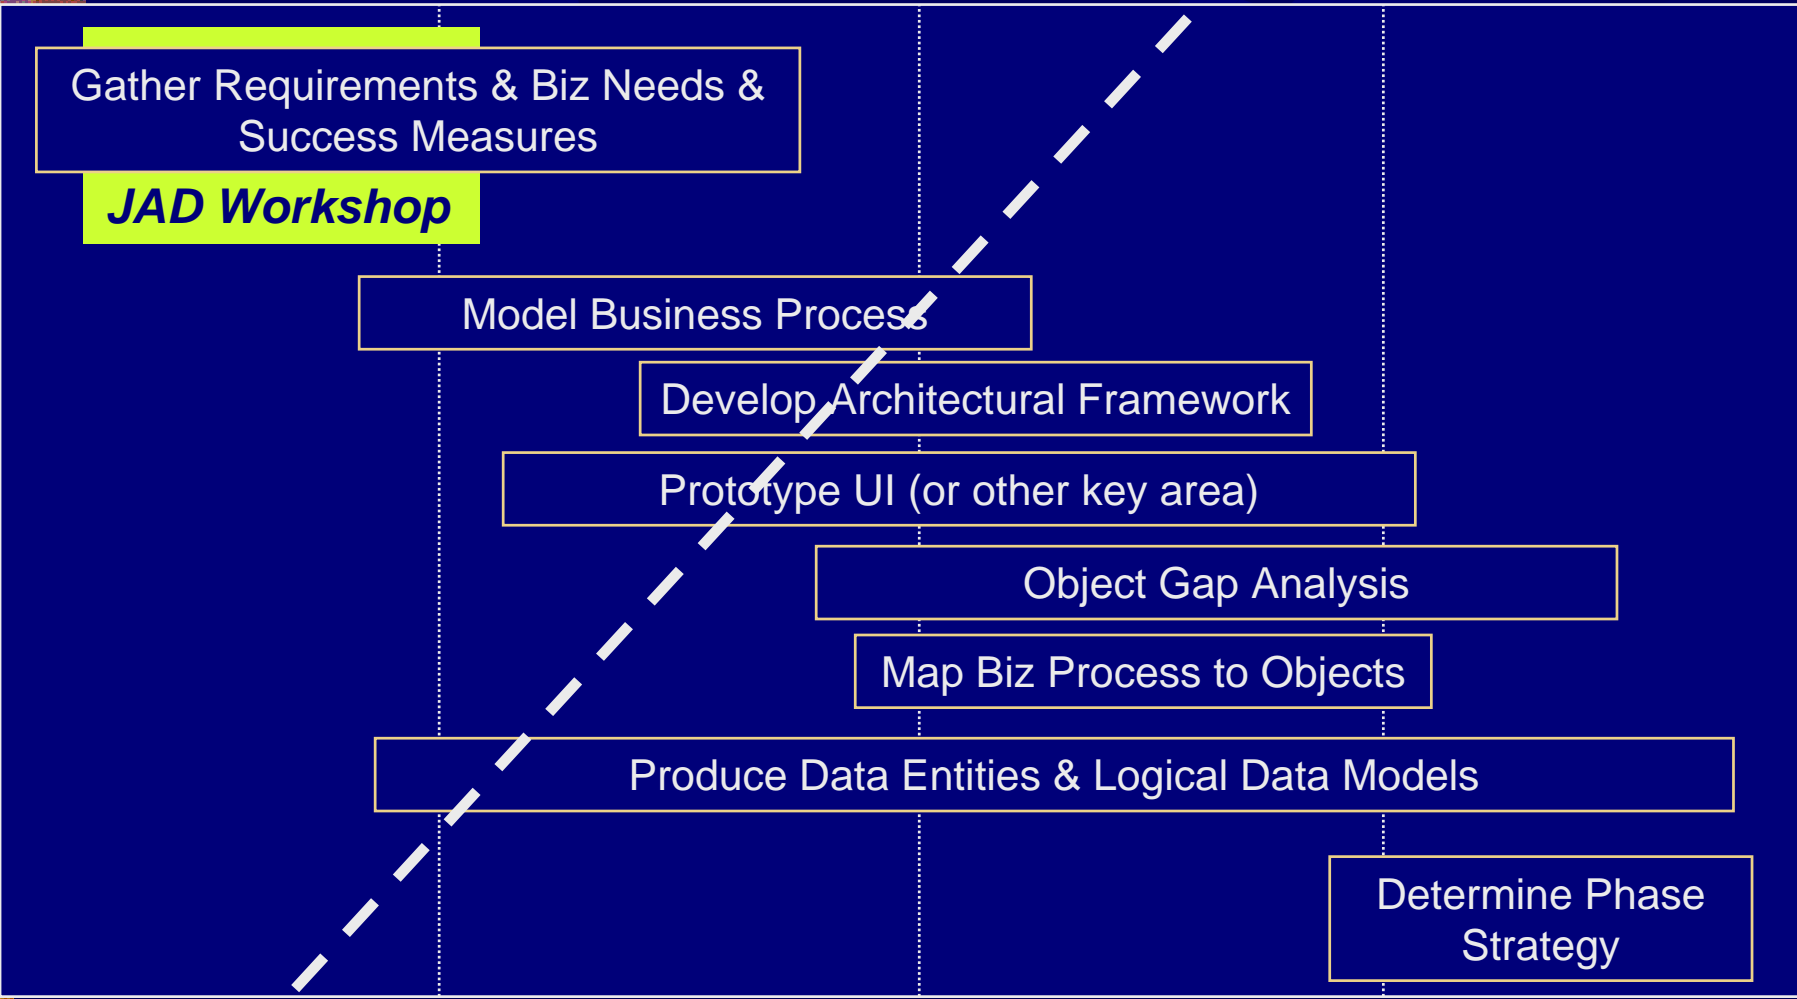 Gather Requirements & Biz Needs &
Success Measures
JAD Workshop
Model Business Process
Develop Architectural Framework
Prototype UI (or other key area)
Object Gap Analysis
Map Biz Process to Objects
Produce Data Entities & Logical Data Models
Determine Phase
Strategy